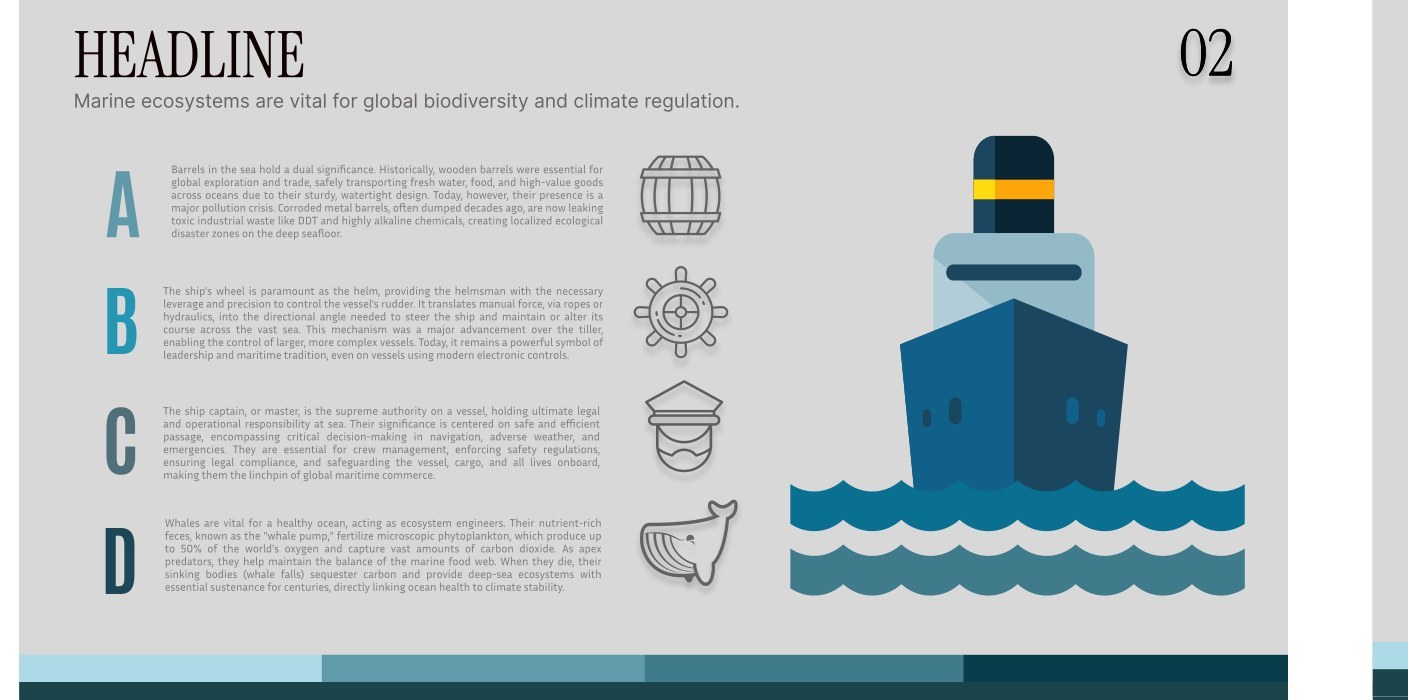 HEADLINE
02
Marine ecosystems are vital for global biodiversity and climate regulation.
A
Barrels in the sea hold a dual significance. Historically, wooden barrels were essential for
global exploration and trade, safely transporting fresh water, food, and high-value goods
across oceans due to their sturdy, watertight design. Today, however, their presence is a
major pollution crisis. Corroded metal barrels, often dumped decades ago, are now leaking
toxic industrial waste like DDT and highly alkaline chemicals, creating localized ecological
disaster zones on the deep seafloor.
B
The ship's wheel is paramount as the helm, providing the helmsman with the necessary
leverage and precision to control the vessel's rudder. It translates manual force, via ropes or
hydraulics, into the directional angle needed to steer the ship and maintain or alter its
course across the vast sea. This mechanism was a major advancement over the tiller,
enabling the control of larger, more complex vessels. Today, it remains a powerful symbol of
leadership and maritime tradition, even on vessels using modern electronic controls.
C
The ship captain, or master, is the supreme authority on a vessel, holding ultimate legal
and operational responsibility at sea. Their significance is centered on safe and efficient
passage, encompassing critical decision-making in navigation, adverse weather, and
emergencies. They are essential for crew management, enforcing safety regulations,
ensuring legal compliance, and safeguarding the vessel, cargo, and all lives onboard,
making them the linchpin of global maritime commerce.
D
Whales are vital for a healthy ocean, acting as ecosystem engineers. Their nutrient-rich
feces, known as the "whale pump," fertilize microscopic phytoplankton, which produce up
to 50% of the world's oxygen and capture vast amounts of carbon dioxide. As apex
predators, they help maintain the balance of the marine food web. When they die, their
sinking bodies (whale falls) sequester carbon and provide deep-sea ecosystems with
essential sustenance for centuries, directly linking ocean health to climate stability.